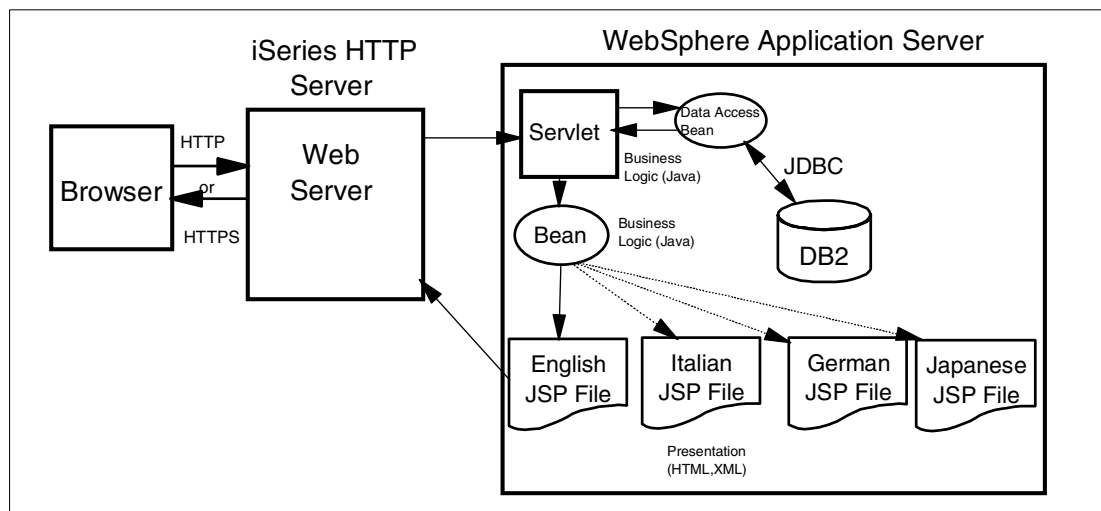 iSeries HTTP
Server
WebSphere Application Server
Browser
HTTP
or
HTTPS
Web
Server
Servlet
Data Access
Bean
Business
Logic (Java)
JDBC
Bean
Business
Logic (Java)
DB2
English
JSP File
Italian
JSP File
German
JSP File
Japanese
JSP File
Presentation
(HTML,XML)